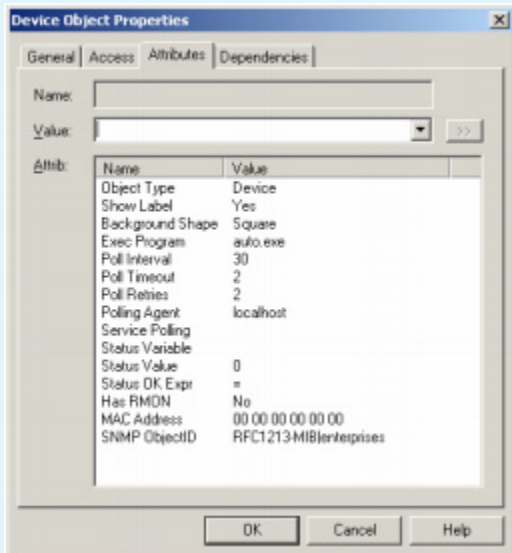 Device Object Properties
General Access Attributes Dependencies
Name:
Value: >>
Attrib: Name Value
Object Type Device
Show Label Yes
Background Shape Square
Exec Program auto.exe
Poll Interval 30
Poll Timeout 2
Poll Retries 2
Polling Agent localhost
Service Polling
Status Variable
Status Value 0
Status OK Expr =
Has RMON No
MAC Address 00 00 00 00 00 00
SNMP ObjectID RFC1213-MIB|enterprises
OK Cancel Help